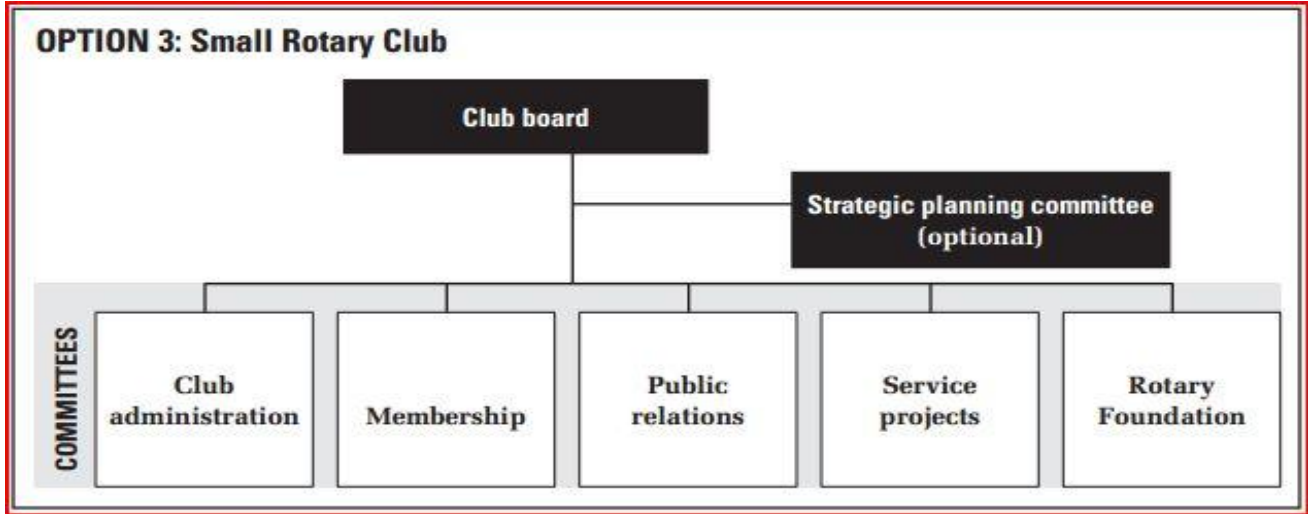 OPTION 3: Small Rotary Club
Club board
Strategic planning committee
(optional)
COMMITTEES
Club
administration
Membership
Public
relations
Service
projects
Rotary
Foundation